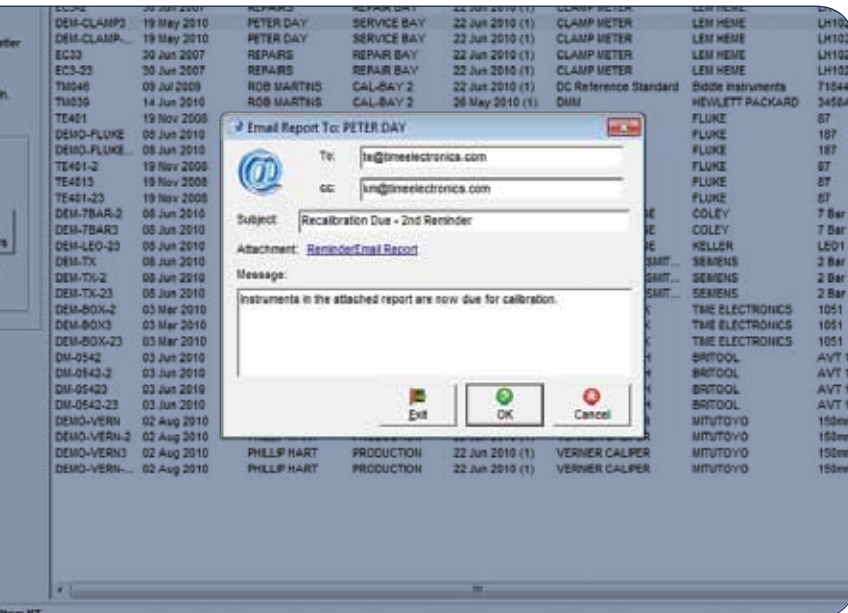 DEM-CLAMP3 19 May 2010 PETER DAY SERVICE BAY 22 Jun 2010 (1) CLAMP METER LEM HEME
DEM-CLAMP-... 19 May 2010 PETER DAY SERVICE BAY 22 Jun 2010 (1) CLAMP METER LEM HEME
EC33 30 Jun 2007 REPAIRS REPAIR BAY 22 Jun 2010 (1) CLAMP METER LEM HEME
EC3-23 30 Jun 2007 REPAIRS REPAIR BAY 22 Jun 2010 (1) CLAMP METER LEM HEME
TM046 09 Jul 2009 ROB MARTINS CAL-BAY 2 22 Jun 2010 (1) DC Reference Standard Biddle Instruments
TM039 14 Jun 2010 ROB MARTINS CAL-BAY 2 26 May 2010 (1) DMM HEWLETT PACKARD
TE401 19 Nov 2008 FLUKE 87
DEMO-FLUKE 08 Jun 2010 FLUKE 187
DEMO-FLUKE... 08 Jun 2010 FLUKE 187
TE401-2 19 Nov 2008 FLUKE 87
TE4013 19 Nov 2008 FLUKE 87
TE401-23 19 Nov 2008 FLUKE 87
DEM-7BAR-2 08 Jun 2010 COLEY 7 Bar
DEM-7BAR3 08 Jun 2010 COLEY 7 Bar
DEM-LEO-23 08 Jun 2010 KELLER LEO1
DEM-TX 08 Jun 2010 SMIT... SEMENS 2 Bar
DEM-TX-2 08 Jun 2010 SMIT... SEMENS 2 Bar
DEM-TX-23 08 Jun 2010 SMIT... SEMENS 2 Bar
DEM-BOX-2 03 Mar 2010 TIME ELECTRONICS 1051
DEM-BOX3 03 Mar 2010 TIME ELECTRONICS 1051
DEM-BOX-23 03 Mar 2010 TIME ELECTRONICS 1051
DM-0542 03 Jun 2010 BRITOOL AVT
DM-0542-2 03 Jun 2010 BRITOOL AVT
DM-05423 03 Jun 2010 BRITOOL AVT
DM-0542-23 03 Jun 2010 BRITOOL AVT
DEMO-VERN 02 Aug 2010 MITUTOYO
DEMO-VERN-2 02 Aug 2010 MITUTOYO
DEMO-VERN3 02 Aug 2010 PHILLIP HART PRODUCTION 22 Jun 2010 (1) VERNIER CALIPER MITUTOYO
DEMO-VERN-... 02 Aug 2010 PHILLIP HART PRODUCTION 22 Jun 2010 (1) VERNIER CALIPER MITUTOYO
Email Report To: PETER DAY
To: te@timeelectronics.com
cc: km@timeelectronics.com
Subject: Recalibration Due - 2nd Reminder
Attachment: ReminderEmail Report
Message:
Instruments in the attached report are now due for calibration.
Exit OK Cancel